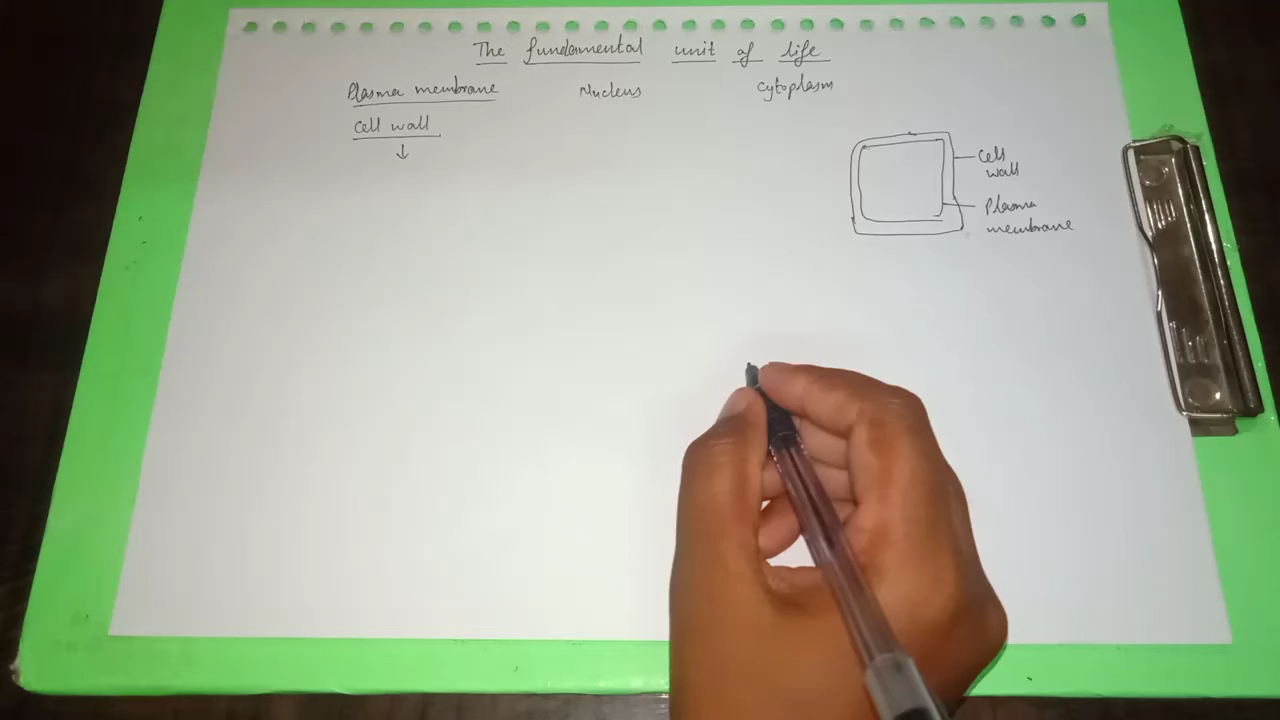 The fundamental unit of life
Plasma membrane Nucleus Cytoplasm
Cell wall
Cell
wall
Plasma
membrane